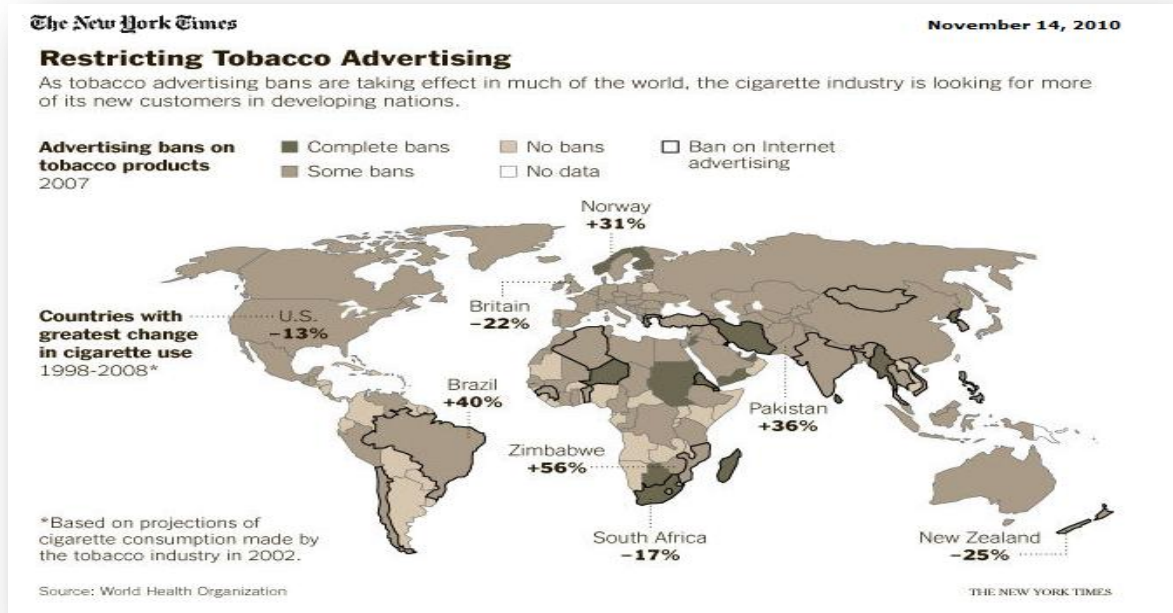 The New York Times
November 14, 2010
Restricting Tobacco Advertising
As tobacco advertising bans are taking effect in much of the world, the cigarette industry is looking for more
of its new customers in developing nations.
Advertising bans on
tobacco products
2007
Complete bans
Some bans
No bans
No data
Ban on Internet
advertising
Norway
+31%
Britain
–22%
Countries with
greatest change
in cigarette use
1998-2008*
U.S.
–13%
Brazil
+40%
Pakistan
+36%
Zimbabwe
+56%
South Africa
–17%
New Zealand
–25%
*Based on projections of
cigarette consumption made by
the tobacco industry in 2002.
Source: World Health Organization
THE NEW YORK TIMES